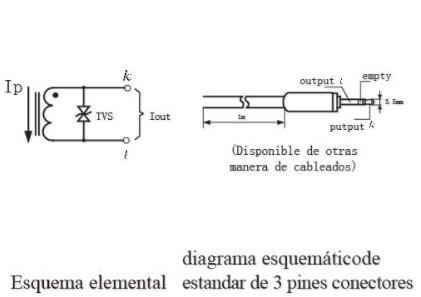 Ip
k
TVS
Iout
l
output l
empty
3.5mm
putput k
1m
(Disponible de otras
manera de cableados)
diagrama esquemáticode
Esquema elemental estandar de 3 pines conectores